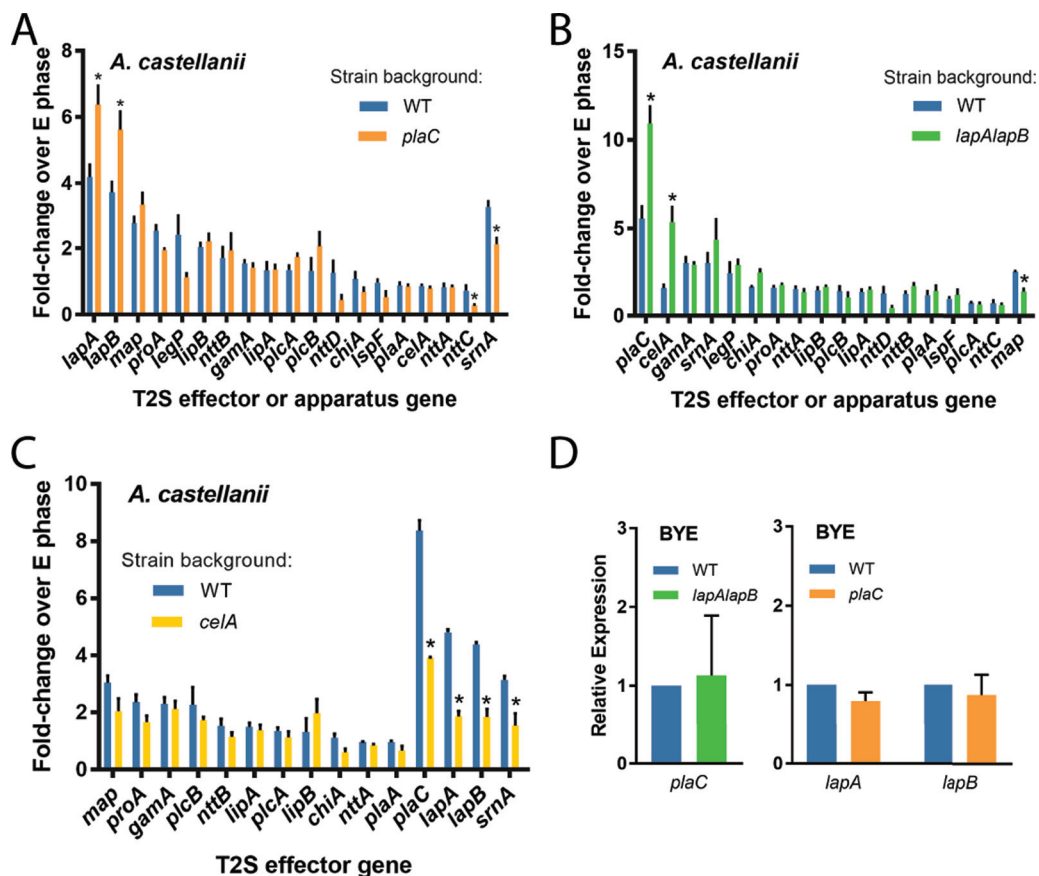 A
A. castellanii
Strain background:
WT
plaC
Fold-change over E phase
8
6
4
2
0
*
*
*
*
lapA
lapB
map
proA
legP
lipB
nttB
gamA
lipA
plcA
plcB
nttD
chiA
lspF
plaA
celA
nttA
nttC
srnA
T2S effector or apparatus gene
B
A. castellanii
Strain background:
WT
lapAlapB
Fold-change over E phase
15
10
5
0
*
*
*
plaC
celA
gamA
srnA
legP
chiA
proA
nttA
lipB
plcB
lipA
nttD
nttB
plaA
lspF
plcA
nttC
map
T2S effector or apparatus gene
C
A. castellanii
Strain background:
WT
celA
Fold-change over E phase
10
8
6
4
2
0
*
*
*
*
map
proA
gamA
plcB
nttB
lipA
plcA
lipB
chiA
nttA
plaA
plaC
lapA
lapB
srnA
T2S effector gene
D
BYE
WT
lapAlapB
Relative Expression
3
2
1
0
plaC
BYE
WT
plaC
3
2
1
0
lapA
lapB